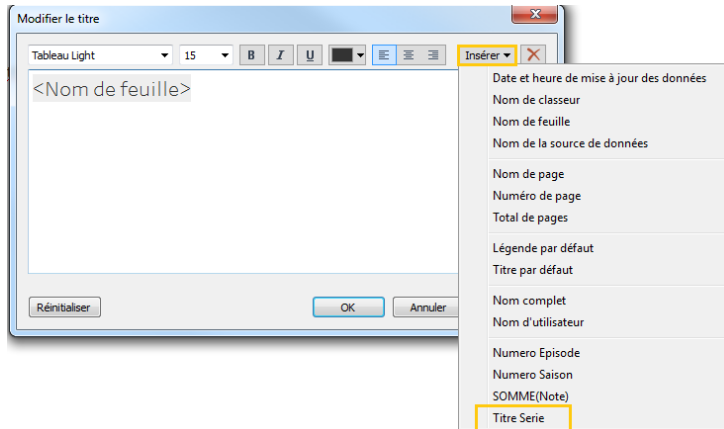 Modifier le titre
Tableau Light 15 B I U Insérer
<Nom de feuille>
Date et heure de mise à jour des données
Nom de classeur
Nom de feuille
Nom de la source de données
Nom de page
Numéro de page
Total de pages
Légende par défaut
Titre par défaut
Nom complet
Nom d'utilisateur
Numero Episode
Numero Saison
SOMME(Note)
Titre Serie
Réinitialiser OK Annuler